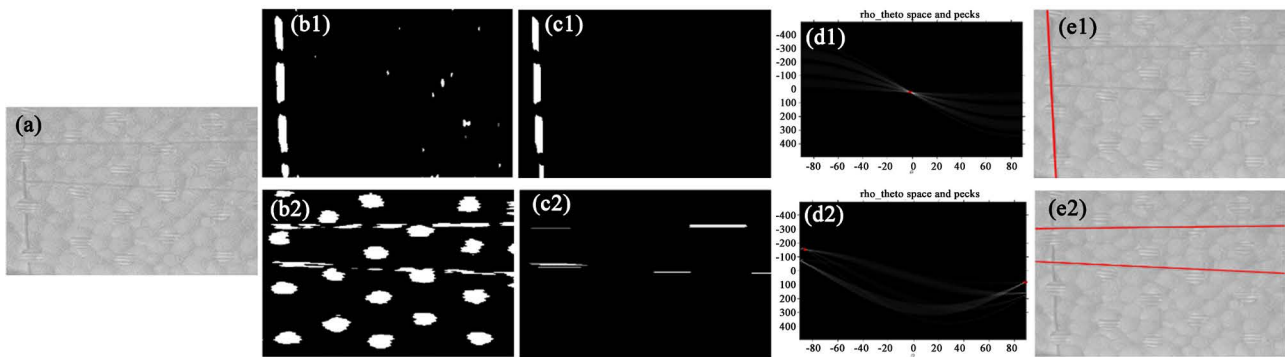 (a)
(b1)
(c1)
rho_theto space and pecks
(d1)
-400
-300
-200
-100
0
100
200
300
400
-80 -60 -40 -20 0 20 40 60 80
(e1)
(b2)
(c2)
rho_theto space and pecks
(d2)
-400
-300
-200
-100
0
100
200
300
400
-80 -60 -40 -20 0 20 40 60 80
(e2)